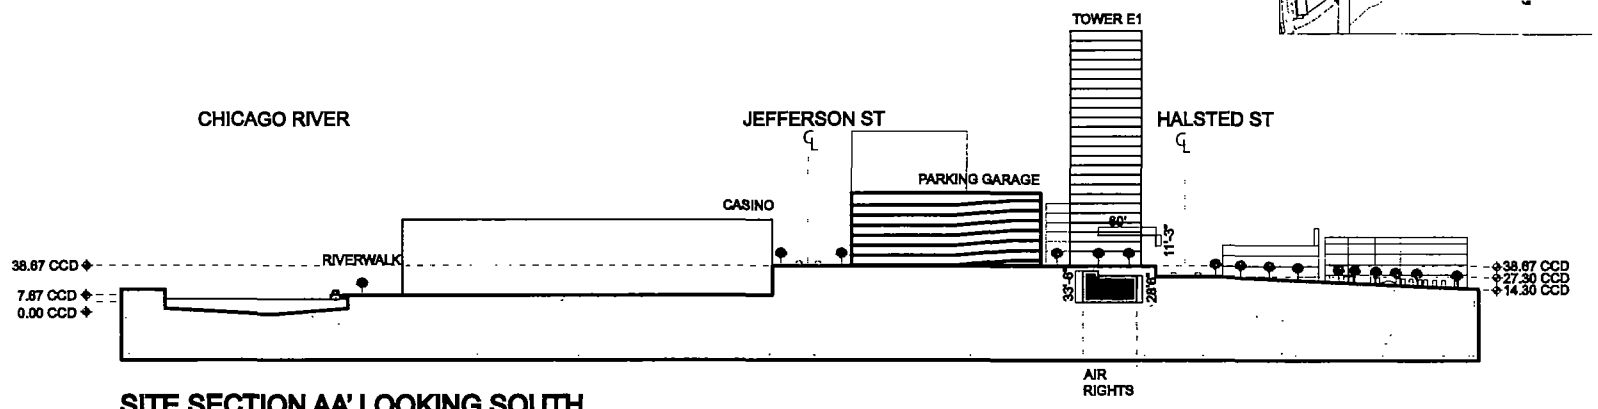 TOWER E1
CHICAGO RIVER
JEFFERSON ST
HALSTED ST
CL
CL
PARKING GARAGE
CASINO
60'
11'-3"
RIVERWALK
38.67 CCD
7.67 CCD
0.00 CCD
33'-6"
28'6"
38.67 CCD
27.30 CCD
14.30 CCD
AIR
RIGHTS
SITE SECTION AA' LOOKING SOUTH